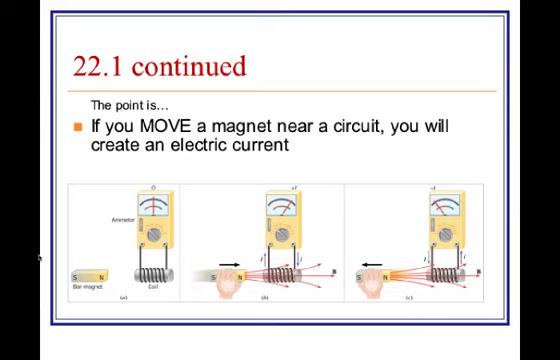 22.1 continued
The point is…
If you MOVE a magnet near a circuit, you will
create an electric current
0
+I
-I
Ammeter
I
I
I
I
S
N
S
N
B
S
N
B
Bar magnet
Coil
(a)
(b)
(c)